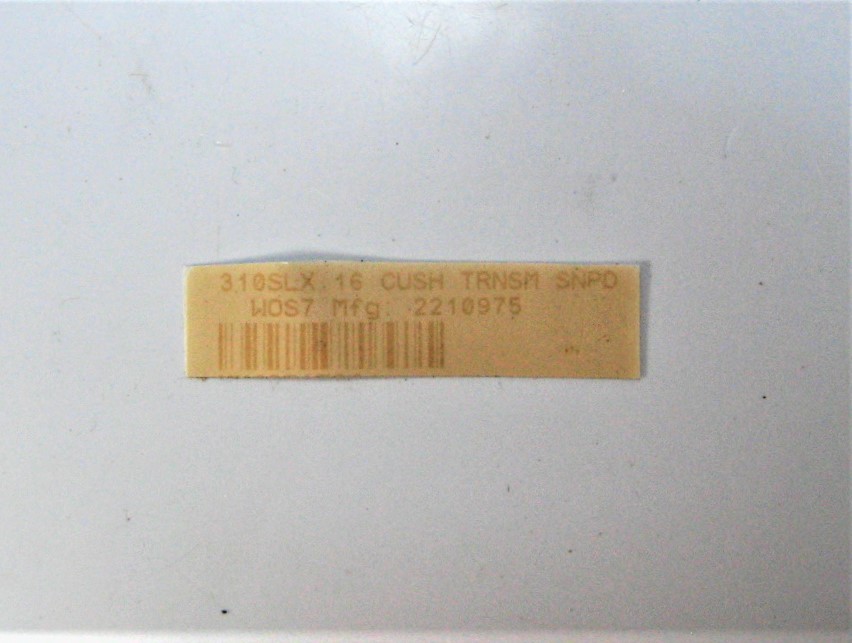 310SLX.16 CUSH TRNSM SNPD
WOS7 Mfg: 2210975